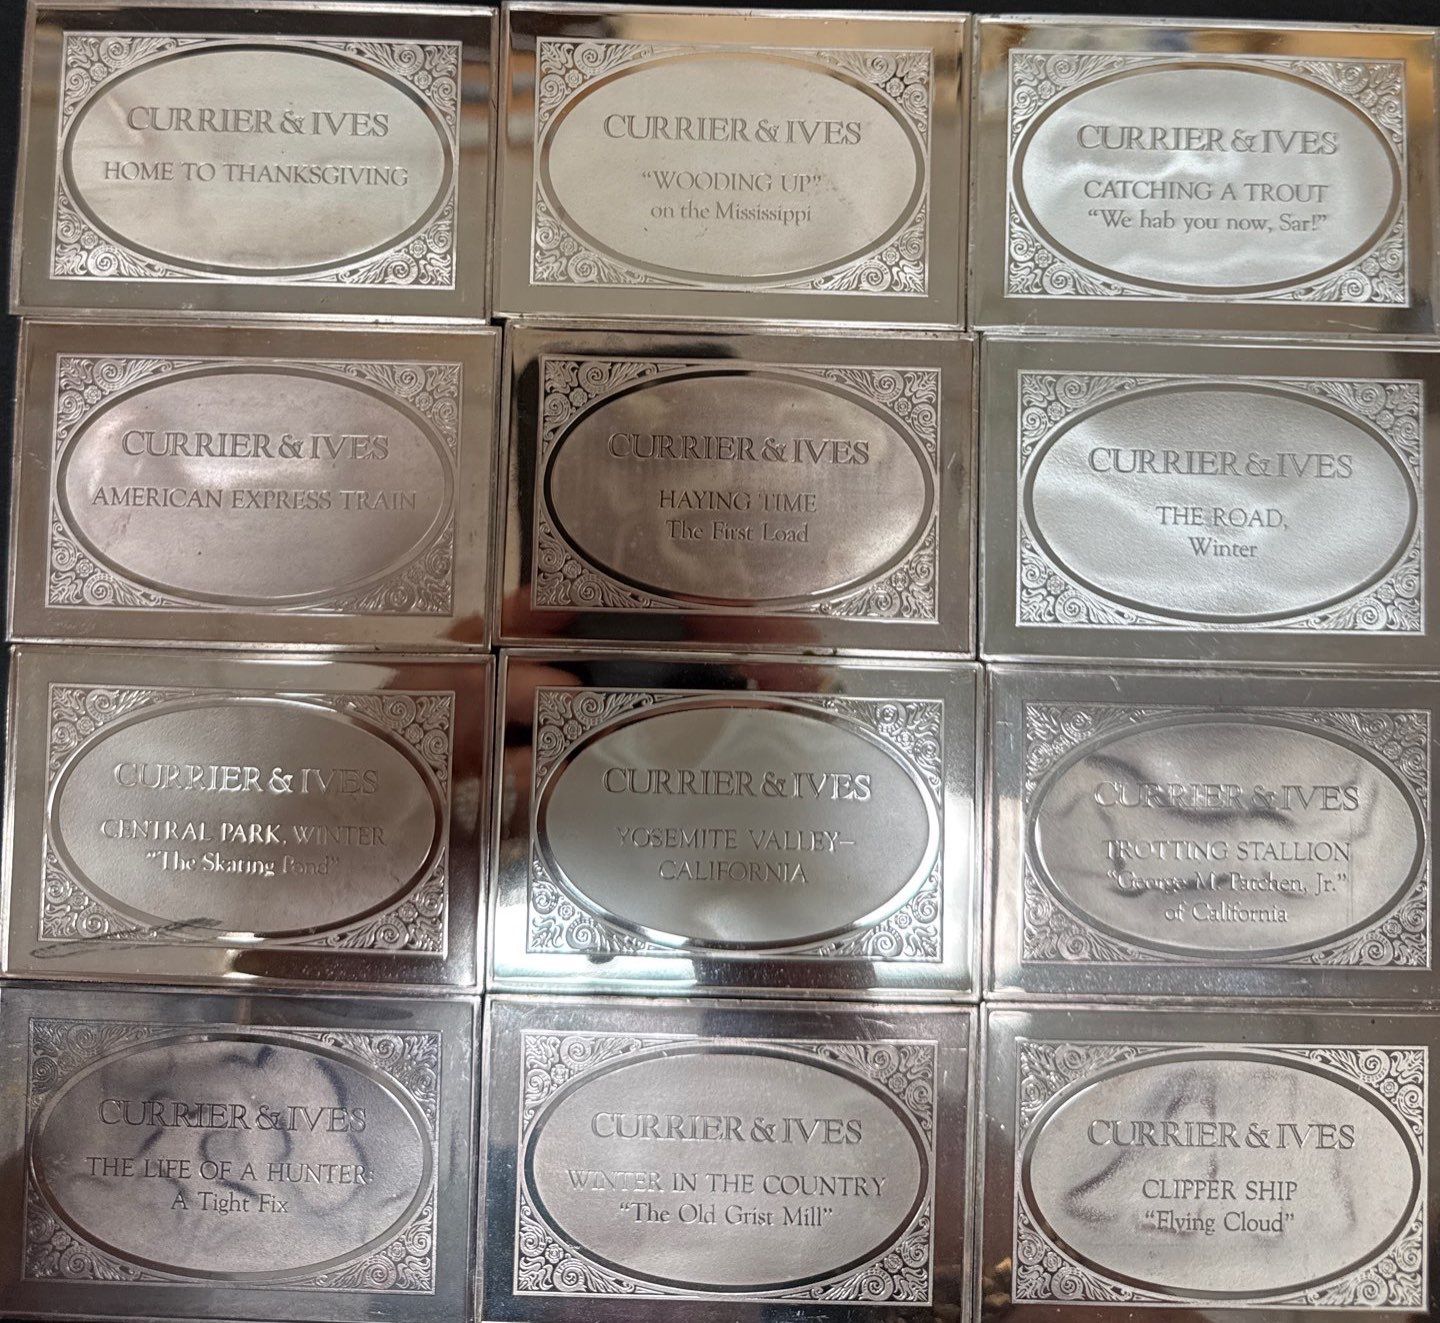 CURRIER & IVES
HOME TO THANKSGIVING
CURRIER & IVES
“WOODING UP”
on the Mississippi
CURRIER & IVES
CATCHING A TROUT
“We hab you now, Sar!”
CURRIER & IVES
AMERICAN EXPRESS TRAIN
CURRIER & IVES
HAYING TIME
The First Load
CURRIER & IVES
THE ROAD,
Winter
CURRIER & IVES
CENTRAL PARK, WINTER
“The Skating Pond”
CURRIER & IVES
YOSEMITE VALLEY—
CALIFORNIA
CURRIER & IVES
TROTTING STALLION
“George M. Patchen, Jr.”
of California
CURRIER & IVES
THE LIFE OF A HUNTER:
A Tight Fix
CURRIER & IVES
WINTER IN THE COUNTRY
“The Old Grist Mill”
CURRIER & IVES
CLIPPER SHIP
“Flying Cloud”